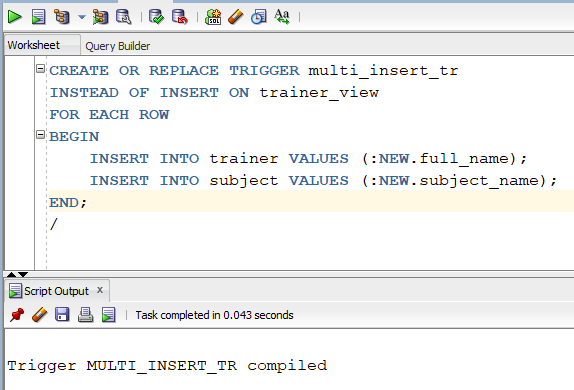 SQL
Aa
Worksheet
Query Builder
CREATE OR REPLACE TRIGGER multi_insert_tr
INSTEAD OF INSERT ON trainer_view
FOR EACH ROW
BEGIN
    INSERT INTO trainer VALUES (:NEW.full_name);
    INSERT INTO subject VALUES (:NEW.subject_name);
END;
/
Script Output x
Task completed in 0.043 seconds
Trigger MULTI_INSERT_TR compiled